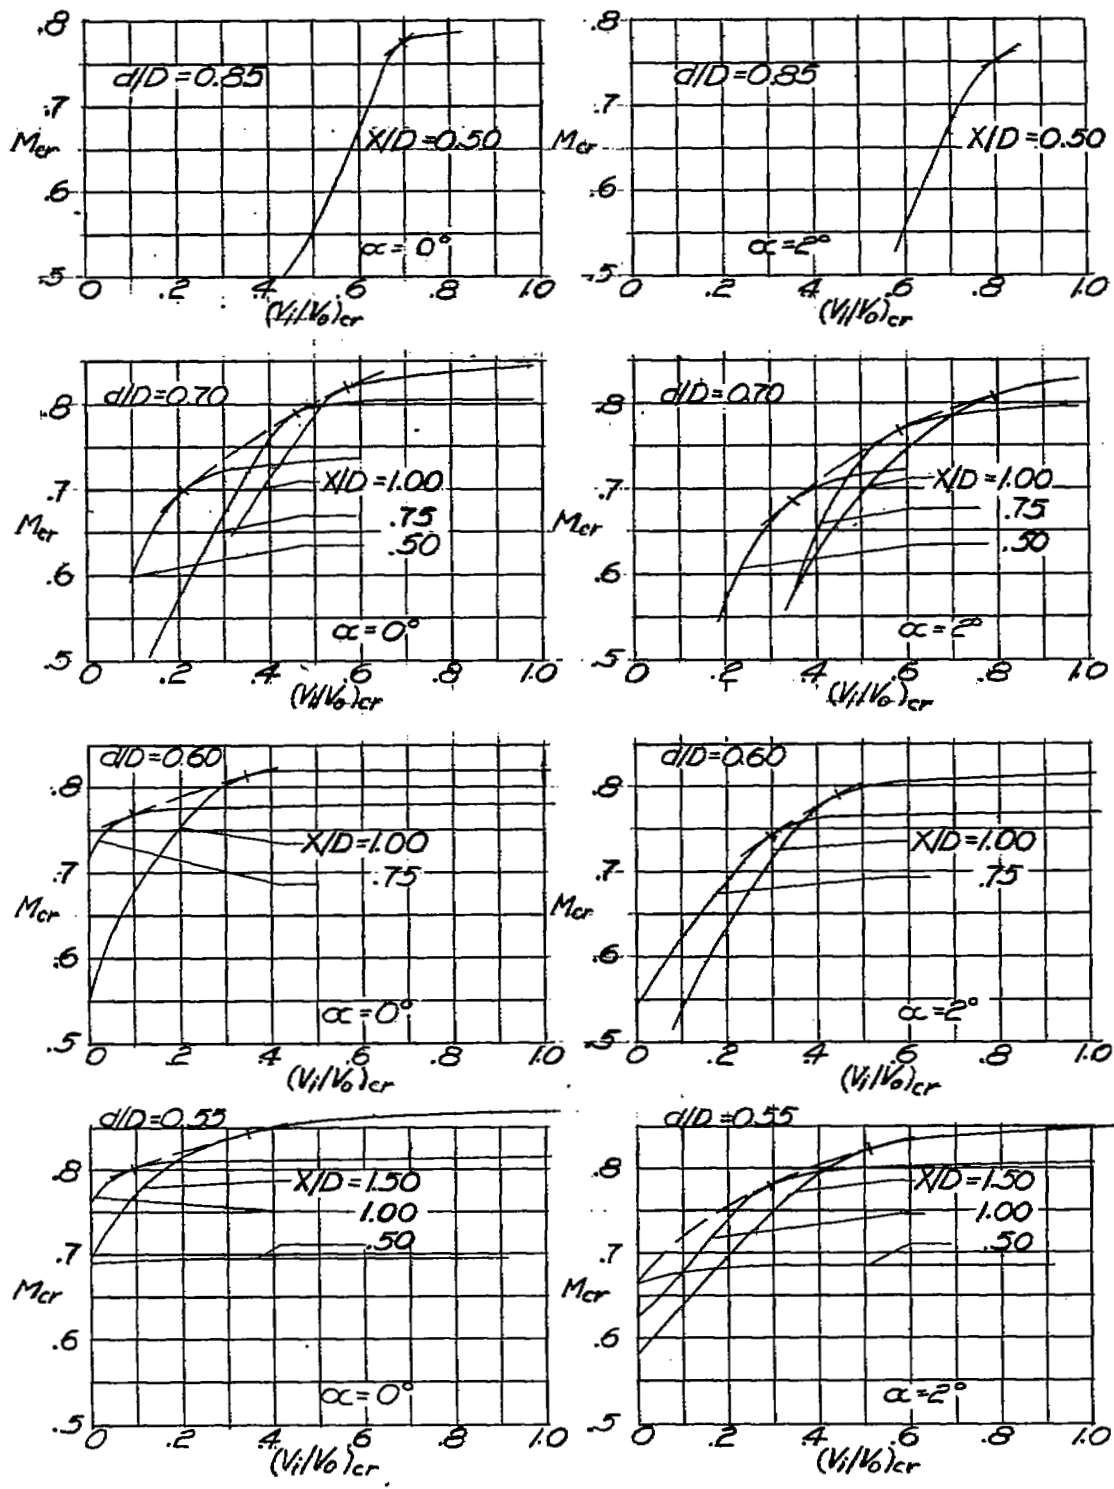 .8
d/D=0.85
.7
Mcr
X/D=0.50
.6
α=0°
.5
0 .2 .4 .6 .8 1.0
(Vi/Vo)cr
.8
d/D=0.85
.7
Mcr
X/D=0.50
.6
α=2°
.5
0 .2 .4 .6 .8 1.0
(Vi/Vo)cr
d/D=0.70
.8
.7
X/D=1.00
Mcr
.75
.50
.6
α=0°
.5
0 .2 .4 .6 .8 1.0
(Vi/Vo)cr
d/D=0.70
.8
.7
X/D=1.00
Mcr
.75
.50
.6
α=2°
.5
0 .2 .4 .6 .8 1.0
(Vi/Vo)cr
d/D=0.60
.8
X/D=1.00
.7
.75
Mcr
.6
α=0°
.5
0 .2 .4 .6 .8 1.0
(Vi/Vo)cr
d/D=0.60
.8
X/D=1.00
.7
.75
Mcr
.6
α=2°
.5
0 .2 .4 .6 .8 1.0
(Vi/Vo)cr
d/D=0.55
.8
X/D=1.50
1.00
.7
.50
Mcr
.6
α=0°
.5
0 .2 .4 .6 .8 1.0
(Vi/Vo)cr
d/D=0.55
.8
X/D=1.50
1.00
.7
.50
Mcr
.6
α=2°
.5
0 .2 .4 .6 .8 1.0
(Vi/Vo)cr